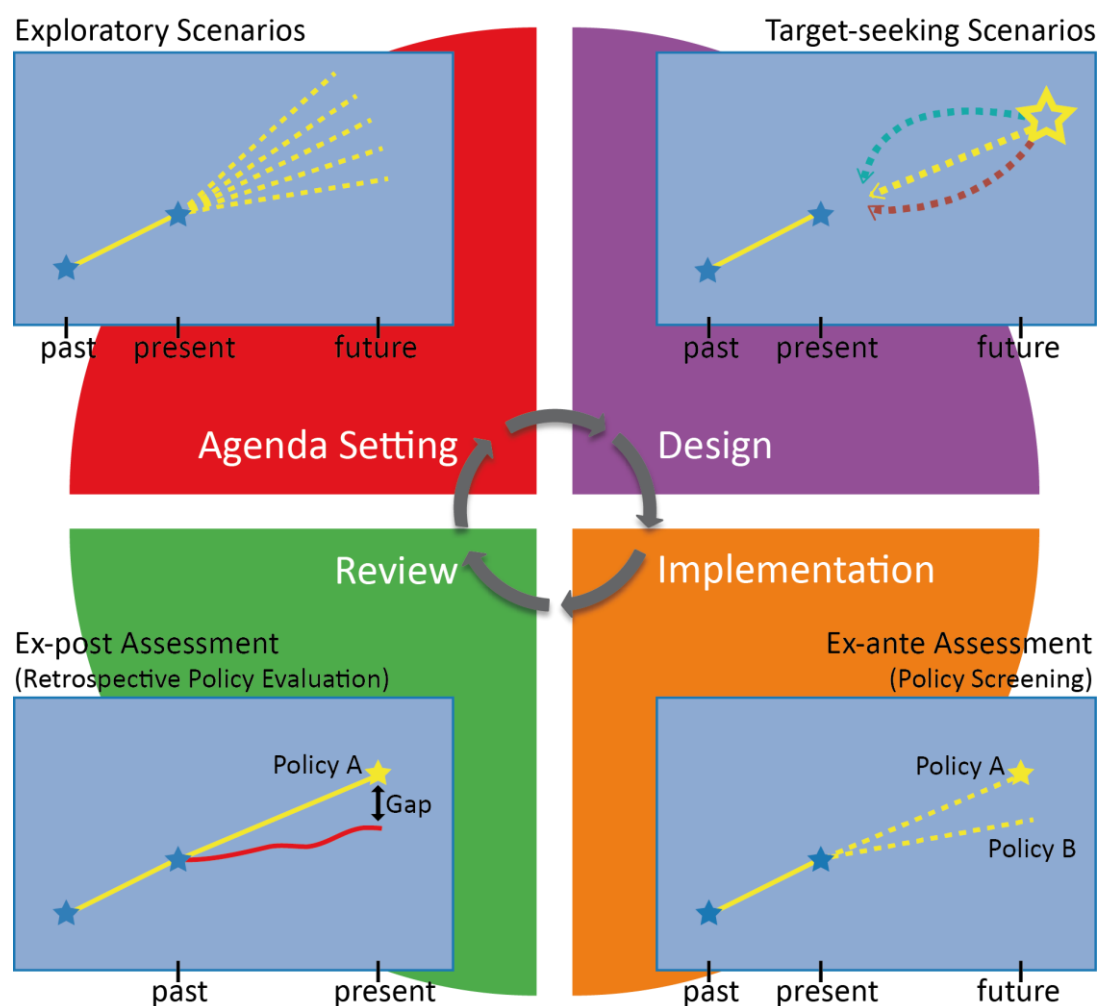 Exploratory Scenarios
past present future
Agenda Setting
Target-seeking Scenarios
past present future
Design
Review
Ex-post Assessment
(Retrospective Policy Evaluation)
Policy A
Gap
past present
Implementation
Ex-ante Assessment
(Policy Screening)
Policy A
Policy B
past present future